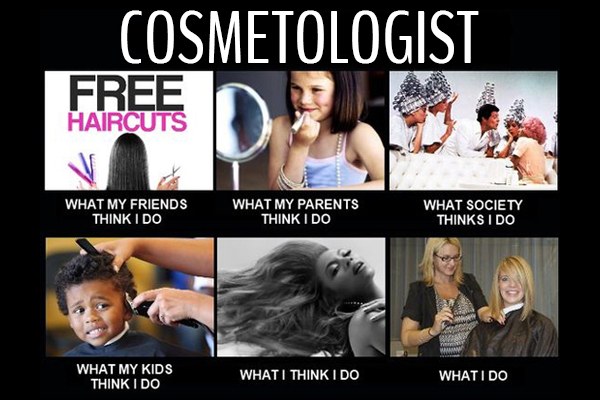 COSMETOLOGIST
FREE
HAIRCUTS
WHAT MY FRIENDS
THINK I DO
WHAT MY PARENTS
THINK I DO
WHAT SOCIETY
THINKS I DO
WHAT MY KIDS
THINK I DO
WHAT I THINK I DO
WHAT I DO